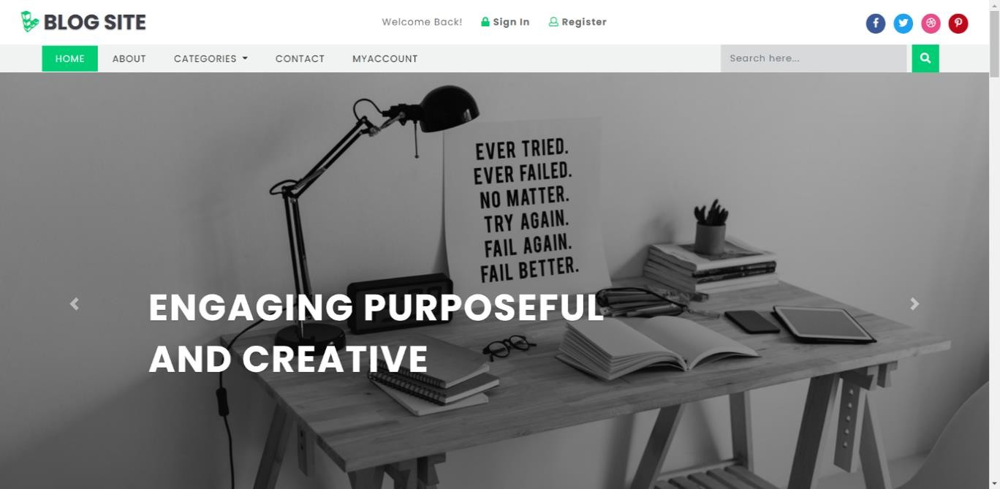 BLOG SITE
Welcome Back! Sign In Register
HOME ABOUT CATEGORIES CONTACT MYACCOUNT Search here...
EVER TRIED.
EVER FAILED.
NO MATTER.
TRY AGAIN.
FAIL AGAIN.
FAIL BETTER.
ENGAGING PURPOSEFUL
AND CREATIVE